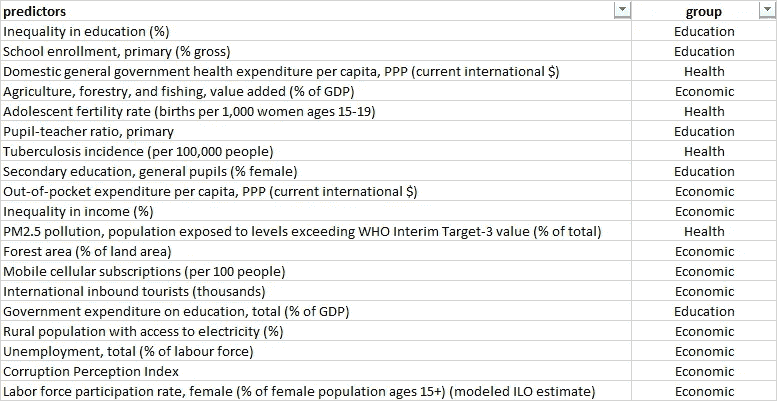 predictors group
Inequality in education (%) Education
School enrollment, primary (% gross) Education
Domestic general government health expenditure per capita, PPP (current international $) Health
Agriculture, forestry, and fishing, value added (% of GDP) Economic
Adolescent fertility rate (births per 1,000 women ages 15-19) Health
Pupil-teacher ratio, primary Education
Tuberculosis incidence (per 100,000 people) Health
Secondary education, general pupils (% female) Education
Out-of-pocket expenditure per capita, PPP (current international $) Economic
Inequality in income (%) Economic
PM2.5 pollution, population exposed to levels exceeding WHO Interim Target-3 value (% of total) Health
Forest area (% of land area) Economic
Mobile cellular subscriptions (per 100 people) Economic
International inbound tourists (thousands) Economic
Government expenditure on education, total (% of GDP) Education
Rural population with access to electricity (%) Economic
Unemployment, total (% of labour force) Economic
Corruption Perception Index Economic
Labor force participation rate, female (% of female population ages 15+) (modeled ILO estimate) Economic